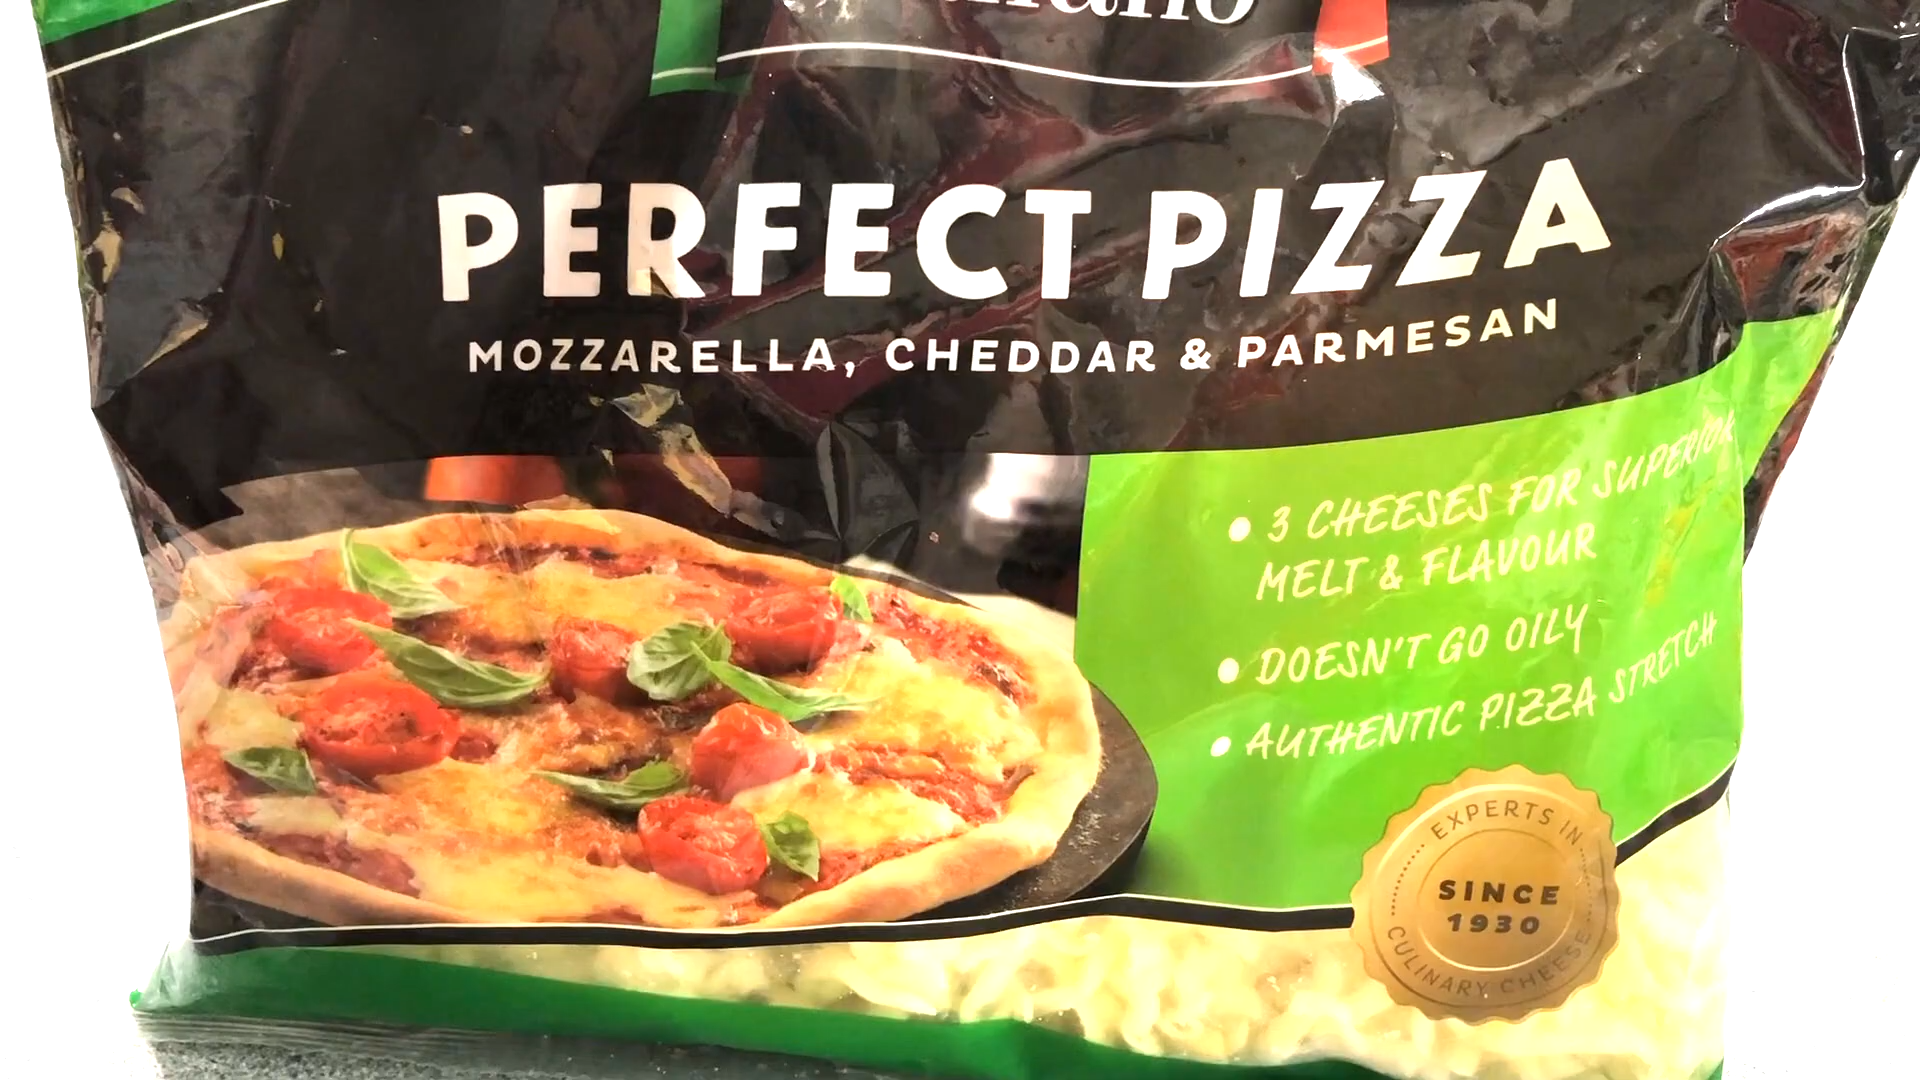 PERFECT PIZZA
MOZZARELLA, CHEDDAR & PARMESAN
• 3 CHEESES FOR SUPERIOR
MELT & FLAVOUR
• DOESN'T GO OILY
• AUTHENTIC PIZZA STRETCH
EXPERTS IN
SINCE
1930
CULINARY CHEESE